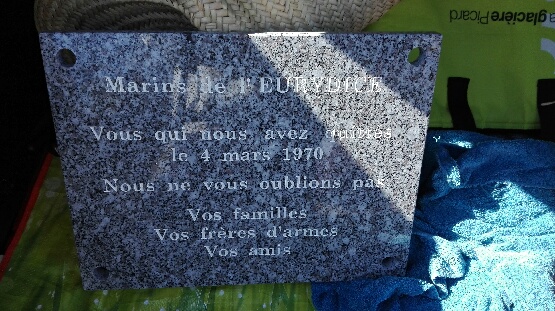 la glacière Picard
Marins de l'EURYDICE
Vous qui nous avez quittés
le 4 mars 1970
Nous ne vous oublions pas
Vos familles
Vos frères d'armes
Vos amis